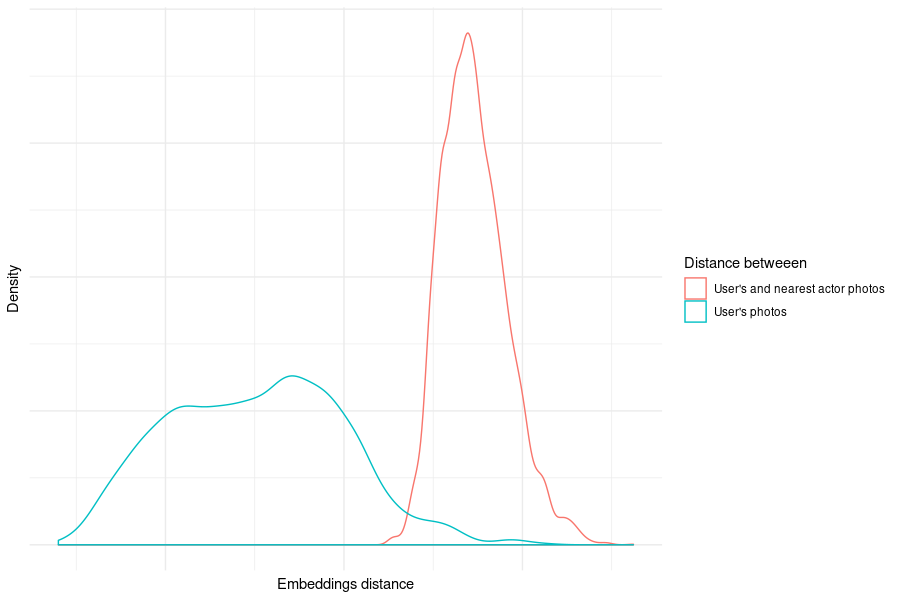 Density
Embeddings distance
Distance betweeen
User's and nearest actor photos
User's photos